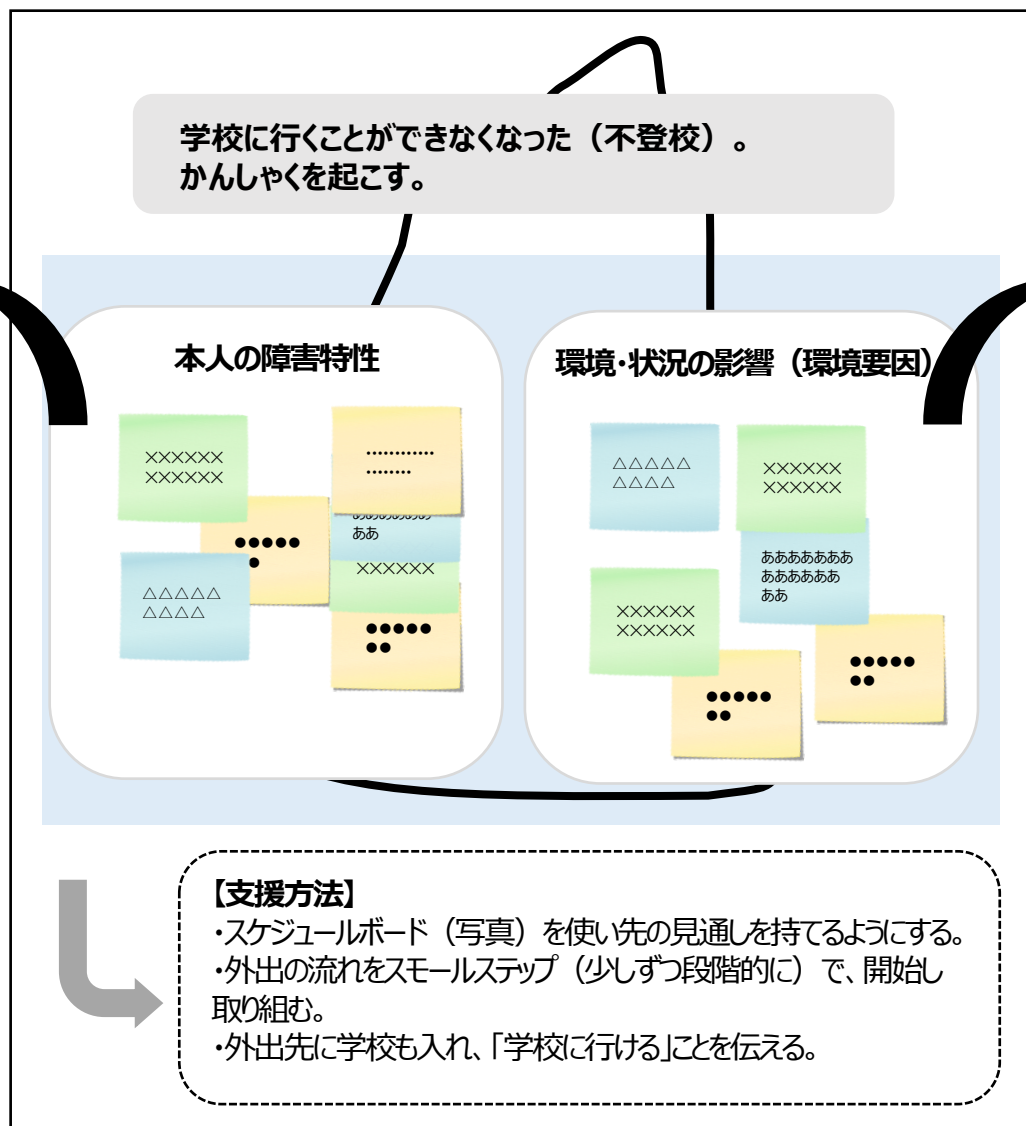 学校に行くことができなくなった（不登校）。
かんしゃくを起こす。
本人の障害特性
××××××
××××××
••••••••••••
••••••••
●●●●●
●
ああ
△△△△△
△△△△
××××××
●●●●●
●●
環境・状況の影響（環境要因）
△△△△△
△△△△
××××××
××××××
あああああああ
ああああああ
ああ
××××××
××××××
●●●●●
●●
●●●●●
●●
【支援方法】
・スケジュールボード（写真）を使い先の見通しを持てるようにする。
・外出の流れをスモールステップ（少しずつ段階的に）で、開始し
取り組む。
・外出先に学校も入れ、「学校に行ける」ことを伝える。